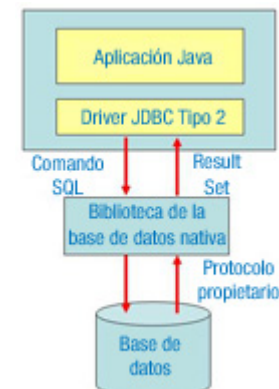 Aplicación Java
Driver JDBC Tipo 2
Comando
SQL
Result
Set
Biblioteca de la
base de datos nativa
Protocolo
propietario
Base de
datos